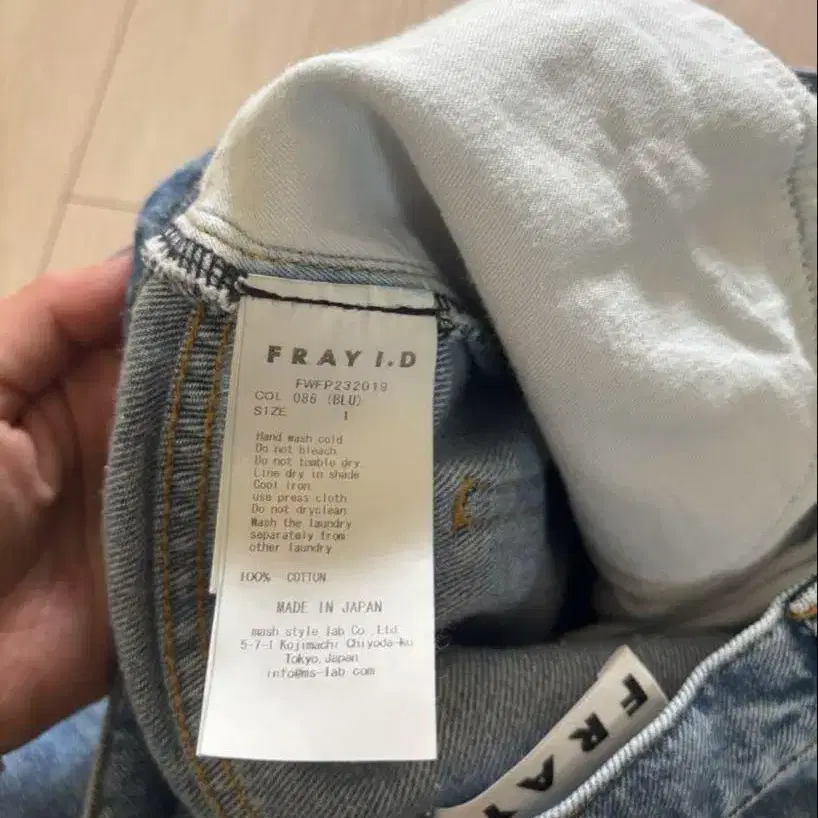 FRAY I.D
FWFP232019
COL 086 (BLU)
SIZE 1
Hand wash cold
Do not bleach
Do not tumble dry
Line dry in shade
Cool iron
use press cloth
Do not dryclean
Wash the laundry
separately from
other laundry
100% COTTON
MADE IN JAPAN
mash style lab Co.,Ltd.
5-7-1 Kojimachi Chiyoda-ku
Tokyo,Japan
info@ms-lab.com
FRAY